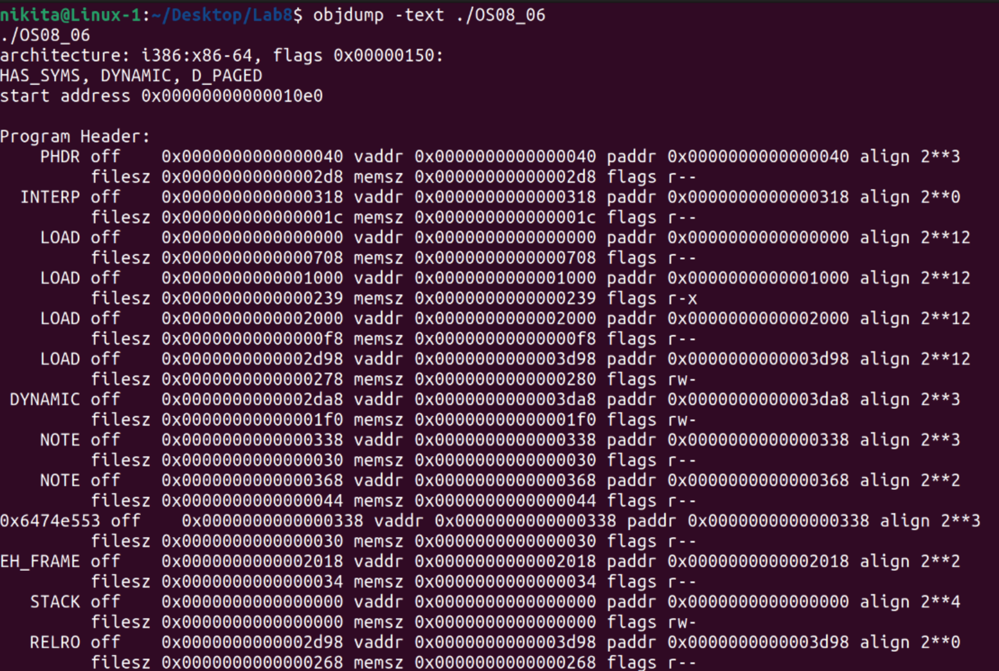 nikita@Linux-1:~/Desktop/Lab8$ objdump -text ./OS08_06
./OS08_06
architecture: i386:x86-64, flags 0x00000150:
HAS_SYMS, DYNAMIC, D_PAGED
start address 0x00000000000010e0

Program Header:
    PHDR off    0x0000000000000040 vaddr 0x0000000000000040 paddr 0x0000000000000040 align 2**3
         filesz 0x00000000000002d8 memsz 0x00000000000002d8 flags r--
  INTERP off    0x0000000000000318 vaddr 0x0000000000000318 paddr 0x0000000000000318 align 2**0
         filesz 0x000000000000001c memsz 0x000000000000001c flags r--
    LOAD off    0x0000000000000000 vaddr 0x0000000000000000 paddr 0x0000000000000000 align 2**12
         filesz 0x0000000000000708 memsz 0x0000000000000708 flags r--
    LOAD off    0x0000000000001000 vaddr 0x0000000000001000 paddr 0x0000000000001000 align 2**12
         filesz 0x0000000000000239 memsz 0x0000000000000239 flags r-x
    LOAD off    0x0000000000002000 vaddr 0x0000000000002000 paddr 0x0000000000002000 align 2**12
         filesz 0x00000000000000f8 memsz 0x00000000000000f8 flags r--
    LOAD off    0x0000000000002d98 vaddr 0x0000000000003d98 paddr 0x0000000000003d98 align 2**12
         filesz 0x0000000000000278 memsz 0x0000000000000280 flags rw-
 DYNAMIC off    0x0000000000002da8 vaddr 0x0000000000003da8 paddr 0x0000000000003da8 align 2**3
         filesz 0x00000000000001f0 memsz 0x00000000000001f0 flags rw-
    NOTE off    0x0000000000000338 vaddr 0x0000000000000338 paddr 0x0000000000000338 align 2**3
         filesz 0x0000000000000030 memsz 0x0000000000000030 flags r--
    NOTE off    0x0000000000000368 vaddr 0x0000000000000368 paddr 0x0000000000000368 align 2**2
         filesz 0x0000000000000044 memsz 0x0000000000000044 flags r--
0x6474e553 off    0x0000000000000338 vaddr 0x0000000000000338 paddr 0x0000000000000338 align 2**3
         filesz 0x0000000000000030 memsz 0x0000000000000030 flags r--
EH_FRAME off    0x0000000000002018 vaddr 0x0000000000002018 paddr 0x0000000000002018 align 2**2
         filesz 0x0000000000000034 memsz 0x0000000000000034 flags r--
   STACK off    0x0000000000000000 vaddr 0x0000000000000000 paddr 0x0000000000000000 align 2**4
         filesz 0x0000000000000000 memsz 0x0000000000000000 flags rw-
   RELRO off    0x0000000000002d98 vaddr 0x0000000000003d98 paddr 0x0000000000003d98 align 2**0
         filesz 0x0000000000000268 memsz 0x0000000000000268 flags r--